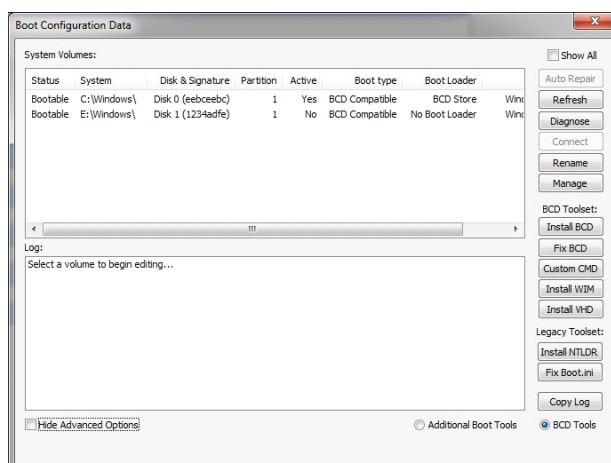 Boot Configuration Data
System Volumes:
Show All
Status System Disk & Signature Partition Active Boot type Boot Loader
Bootable C:\Windows\ Disk 0 (eebceebc) 1 Yes BCD Compatible BCD Store
Bootable E:\Windows\ Disk 1 (1234adfe) 1 No BCD Compatible No Boot Loader
Auto Repair
Refresh
Diagnose
Connect
Rename
Manage
BCD Toolset:
Install BCD
Fix BCD
Custom CMD
Install WIM
Install VHD
Legacy Toolset:
Install NTLDR
Fix Boot.ini
Copy Log
Log:
Select a volume to begin editing...
Hide Advanced Options
Additional Boot Tools
BCD Tools